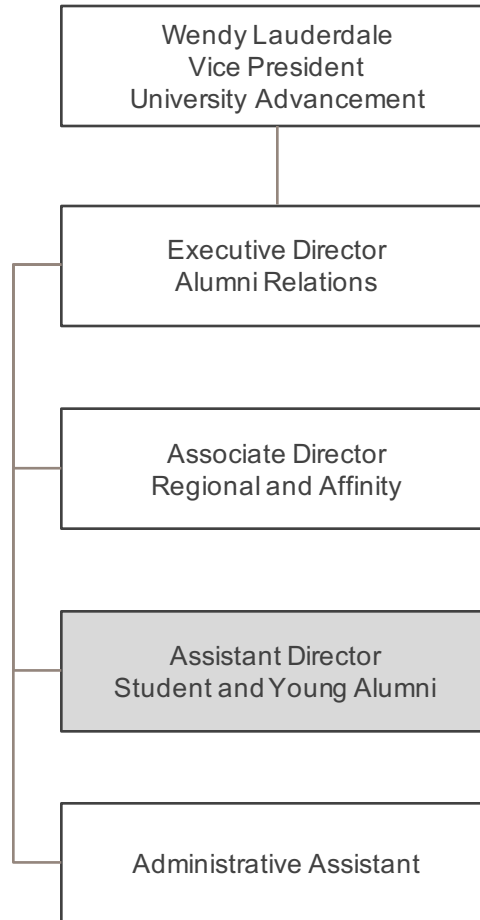 Wendy Lauderdale
Vice President
University Advancement
Executive Director
Alumni Relations
Associate Director
Regional and Affinity
Assistant Director
Student and Young Alumni
Administrative Assistant